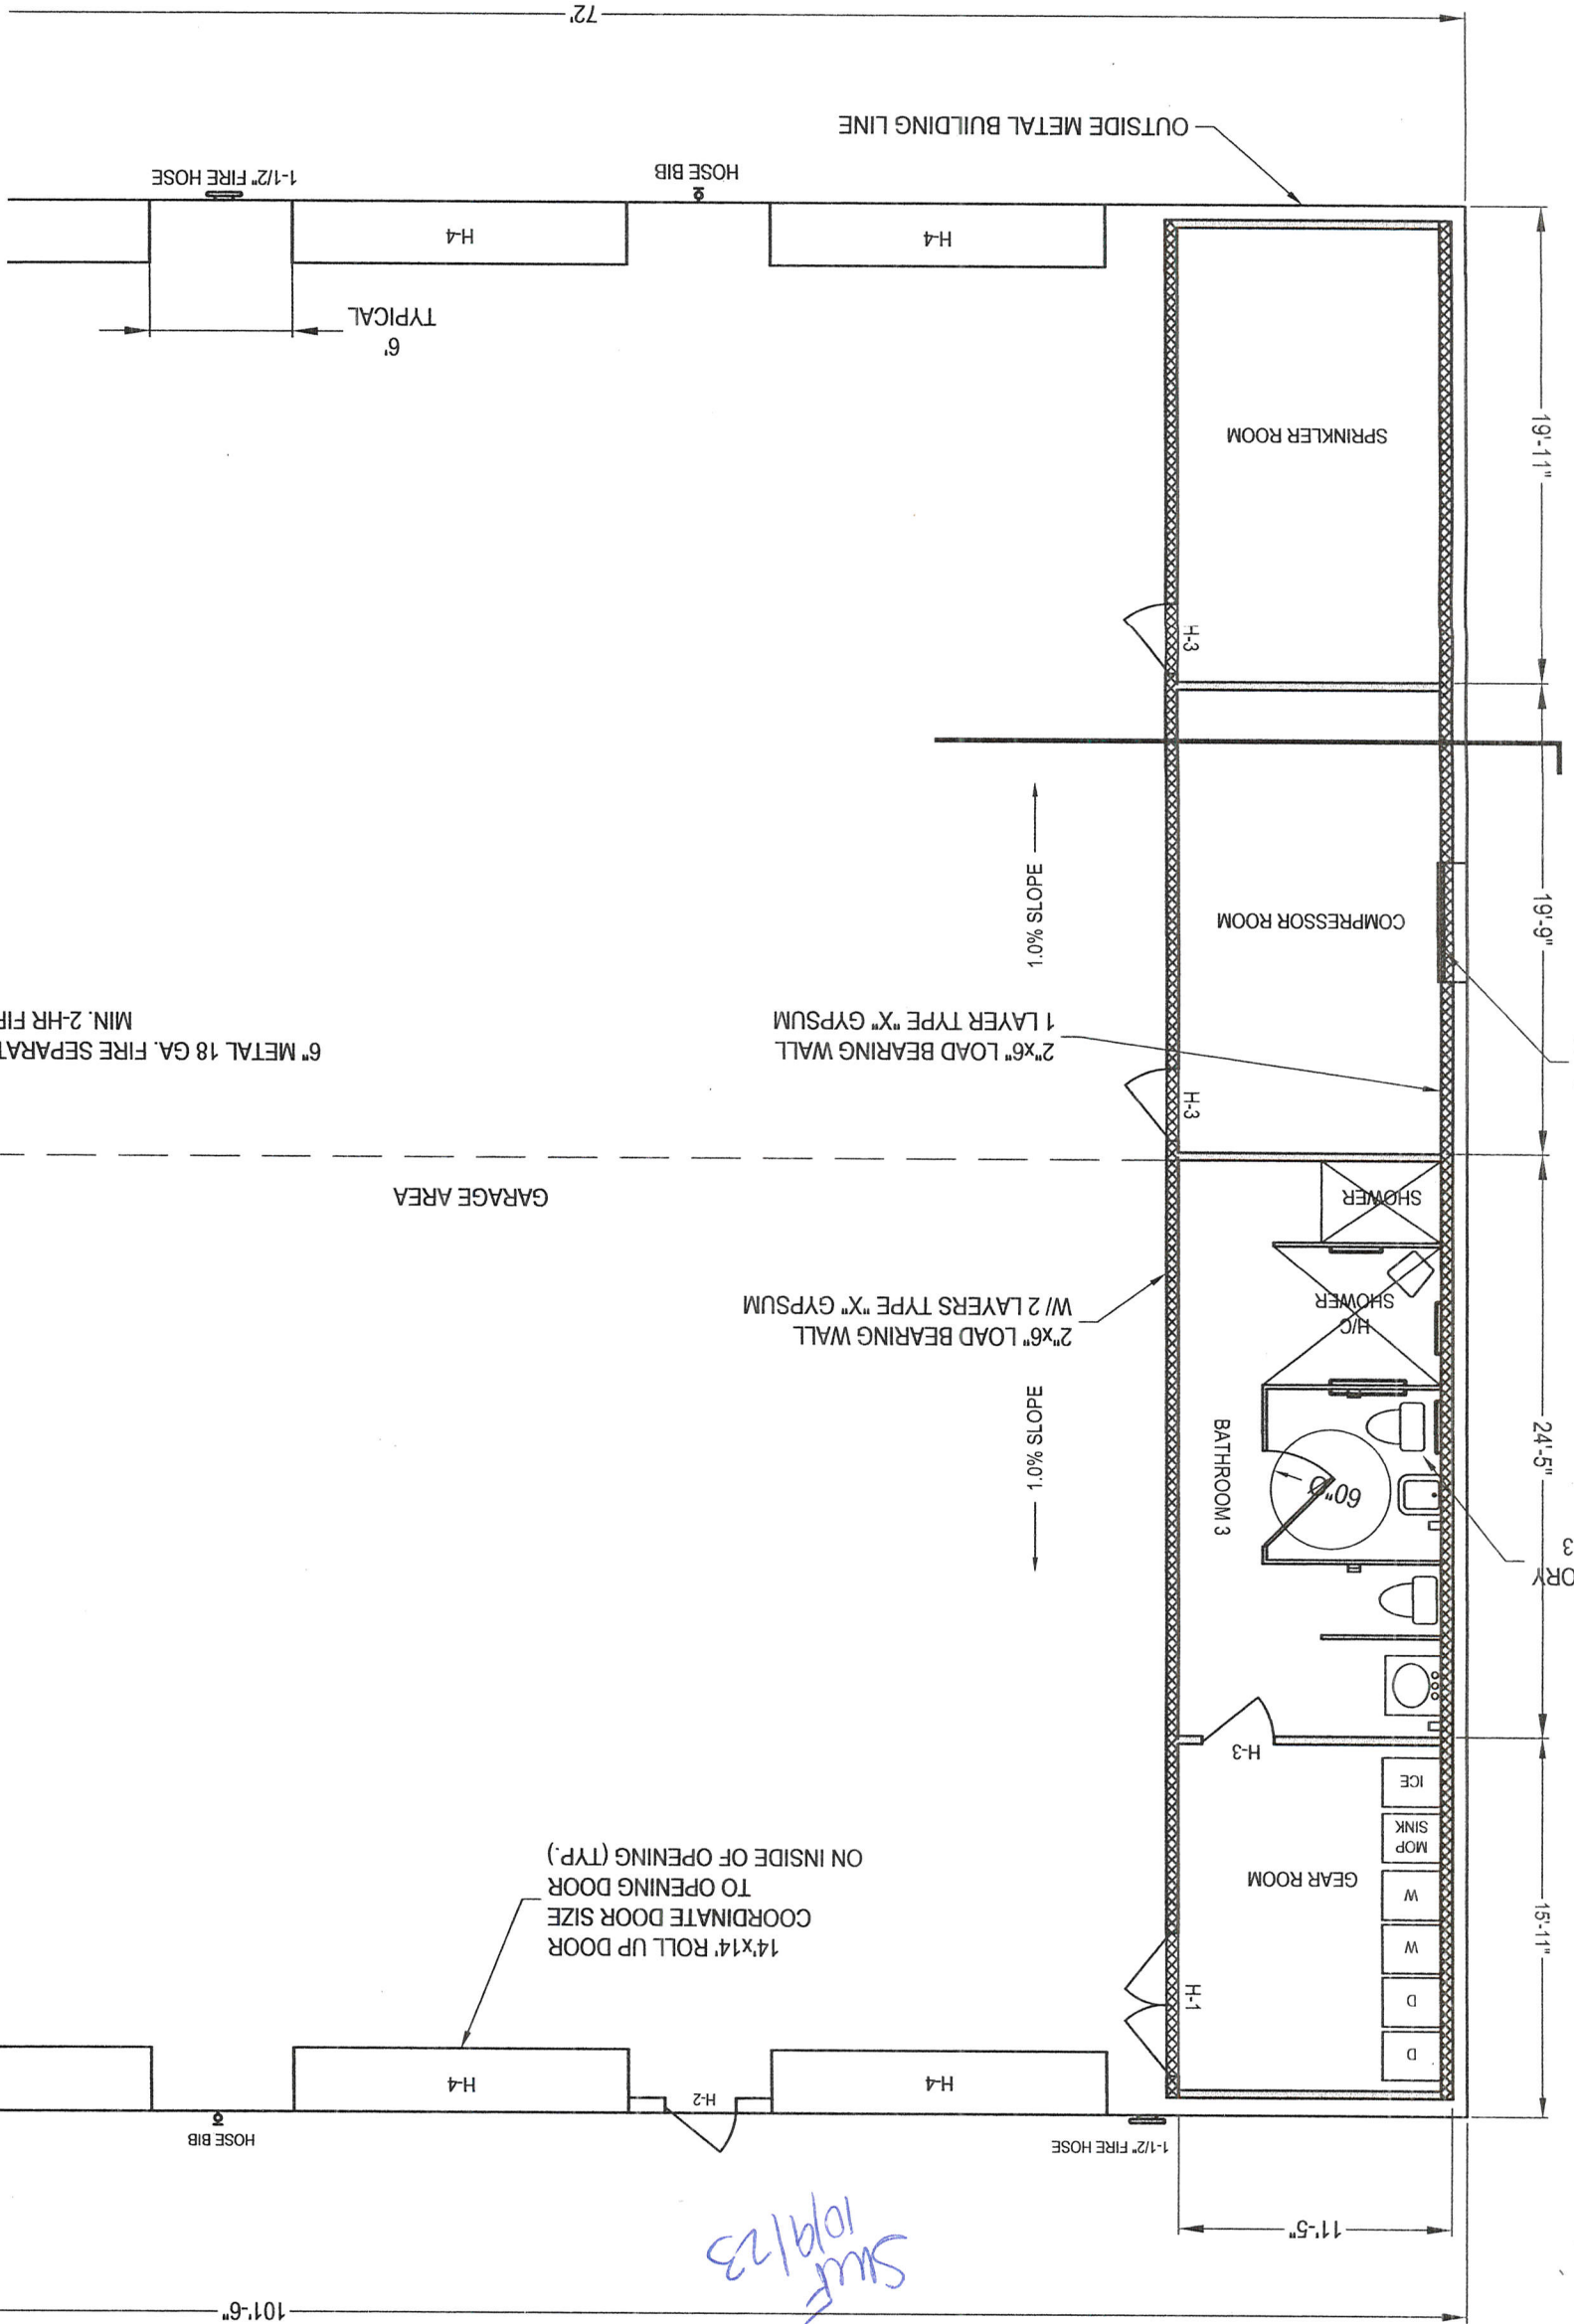 101'-6"
11'-5"
SWF
10/9/23
1-1/2" FIRE HOSE
HOSE BIB
H-4
H-2
H-4
14'x14' ROLL UP DOOR
COORDINATE DOOR SIZE
TO OPENING DOOR
ON INSIDE OF OPENING (TYP.)
H-1
D
D
W
W
MOP
SINK
ICE
GEAR ROOM
15'-11"
H-3
BATHROOM 3
60"Ø
ORY
3
24'-5"
H/C
SHOWER
SHOWER
1.0% SLOPE
2"x6" LOAD BEARING WALL
W/ 2 LAYERS TYPE "X" GYPSUM
GARAGE AREA
H-3
2"x6" LOAD BEARING WALL
1 LAYER TYPE "X" GYPSUM
6" METAL 18 GA. FIRE SEPARAT
MIN. 2-HR FIR
COMPRESSOR ROOM
19'-9"
1.0% SLOPE
H-3
SPRINKLER ROOM
19'-11"
6'
TYPICAL
H-4
H-4
HOSE BIB
1-1/2" FIRE HOSE
OUTSIDE METAL BUILDING LINE
72'